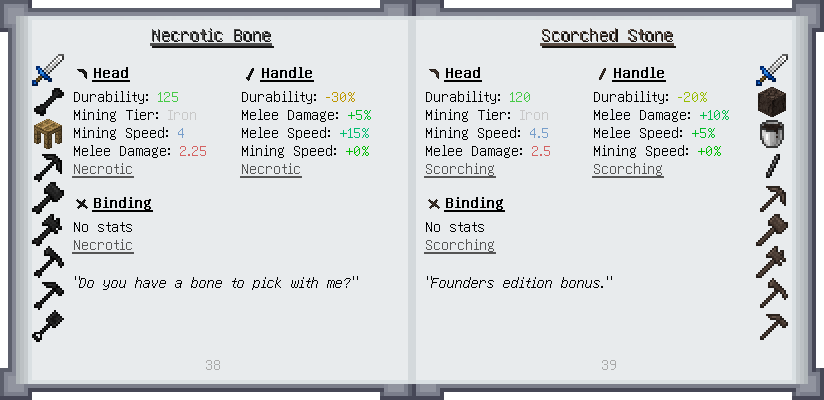 Necrotic Bone
Head
Durability: 125
Mining Tier: Iron
Mining Speed: 4
Melee Damage: 2.25
Necrotic
Handle
Durability: -30%
Melee Damage: +5%
Melee Speed: +15%
Mining Speed: +0%
Necrotic
Binding
No stats
Necrotic
"Do you have a bone to pick with me?"
38
Scorched Stone
Head
Durability: 120
Mining Tier: Iron
Mining Speed: 4.5
Melee Damage: 2.5
Scorching
Handle
Durability: -20%
Melee Damage: +10%
Melee Speed: +5%
Mining Speed: +0%
Scorching
Binding
No stats
Scorching
"Founders edition bonus."
39